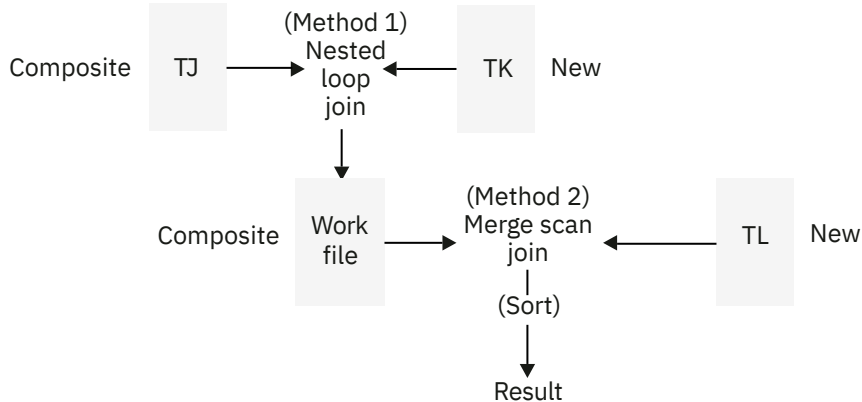 (Method 1)
Nested
loop
join
Composite
TJ
TK
New
(Method 2)
Merge scan
join
Composite
Work
file
TL
New
(Sort)
Result